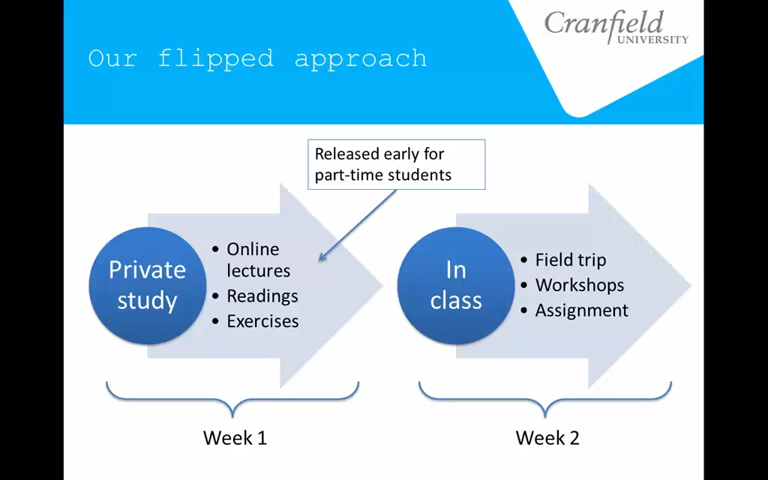 Our flipped approach
Cranfield
UNIVERSITY
Released early for
part-time students
Private
study
• Online
lectures
• Readings
• Exercises
In
class
• Field trip
• Workshops
• Assignment
Week 1
Week 2